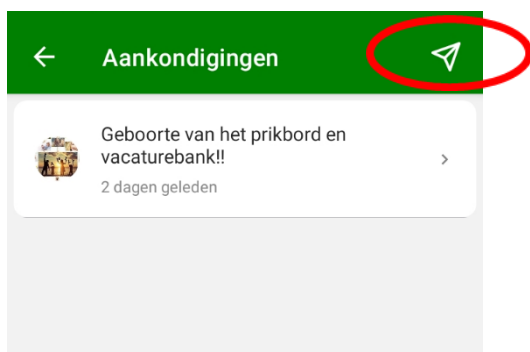 Aankondigingen
Geboorte van het prikbord en
vacaturebank!!
2 dagen geleden